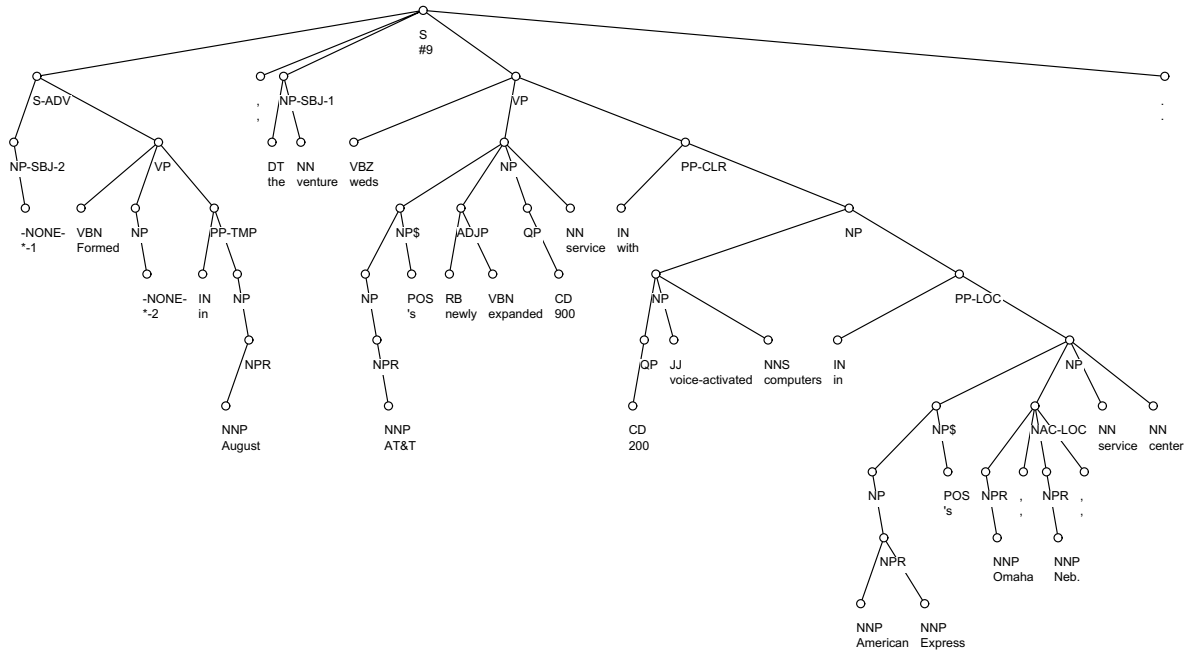 S
#9
S-ADV , NP-SBJ-1 VP .
, .
NP-SBJ-2 VP DT NN VBZ NP PP-CLR
the venture weds
-NONE- VBN NP PP-TMP NP$ ADJP QP NN IN NP
*-1 Formed service with
-NONE- IN NP NP POS RB VBN CD NP PP-LOC
*-2 in 's newly expanded 900
NPR NPR QP JJ NNS IN NP
voice-activated computers in
NNP NNP CD NP$ NAC-LOC NN NN
August AT&T 200 service center
NP POS NPR , NPR ,
's , ,
NPR NNP NNP
Omaha Neb.
NNP NNP
American Express